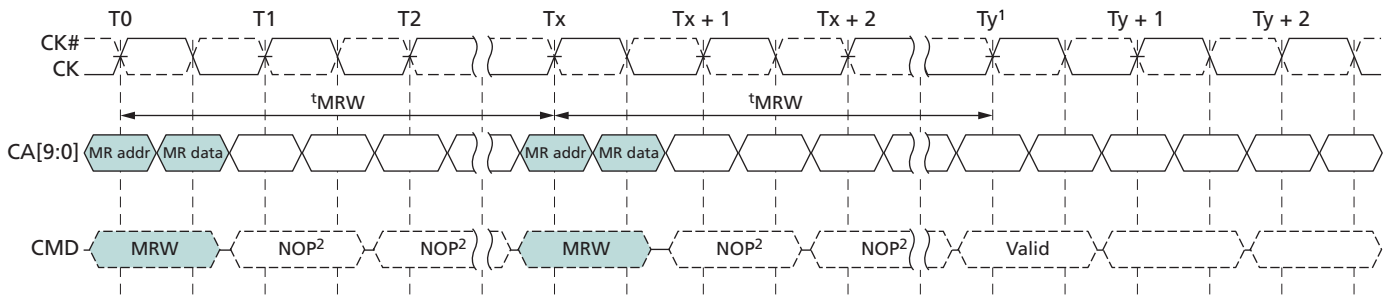 T0 T1 T2 Tx Tx + 1 Tx + 2 Ty¹ Ty + 1 Ty + 2
CK#
CK
ᵗMRW ᵗMRW
CA[9:0] MR addr MR data MR addr MR data
CMD MRW NOP² NOP² MRW NOP² NOP² Valid